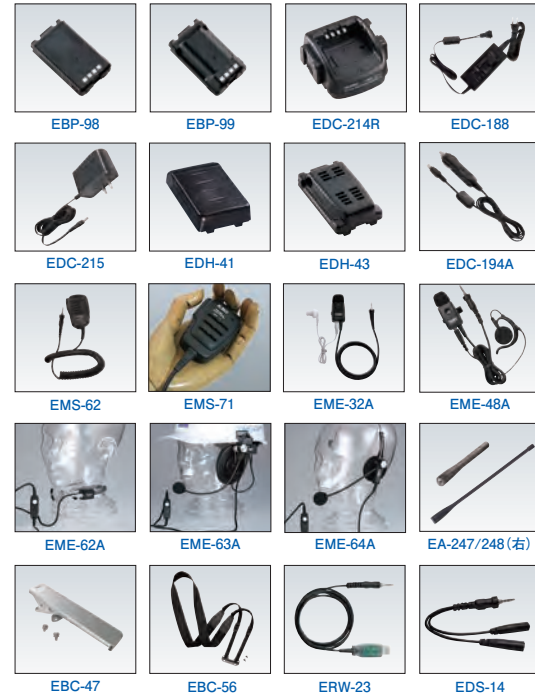 EBP-98 EBP-99 EDC-214R EDC-188
EDC-215 EDH-41 EDH-43 EDC-194A
EMS-62 EMS-71 EME-32A EME-48A
EME-62A EME-63A EME-64A EA-247/248(右)
EBC-47 EBC-56 ERW-23 EDS-14